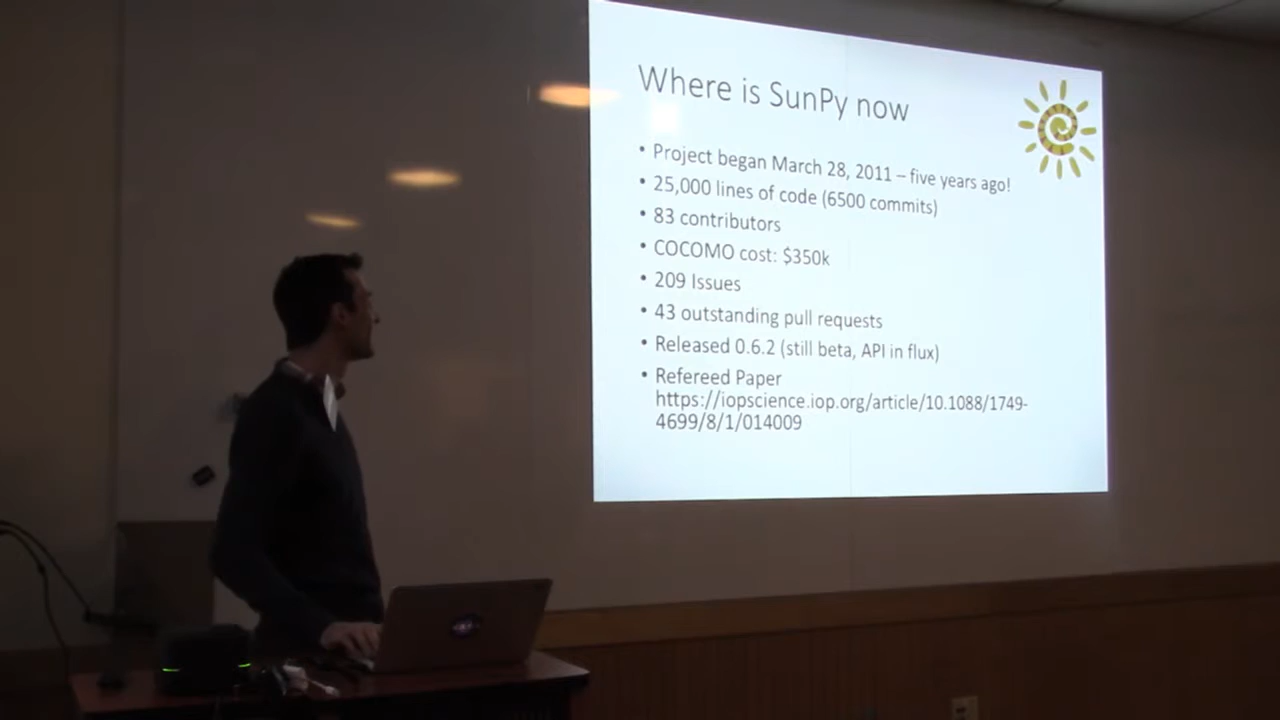 Where is SunPy now
• Project began March 28, 2011 – five years ago!
• 25,000 lines of code (6500 commits)
• 83 contributors
• COCOMO cost: $350k
• 209 Issues
• 43 outstanding pull requests
• Released 0.6.2 (still beta, API in flux)
• Refereed Paper
https://iopscience.iop.org/article/10.1088/1749-
4699/8/1/014009